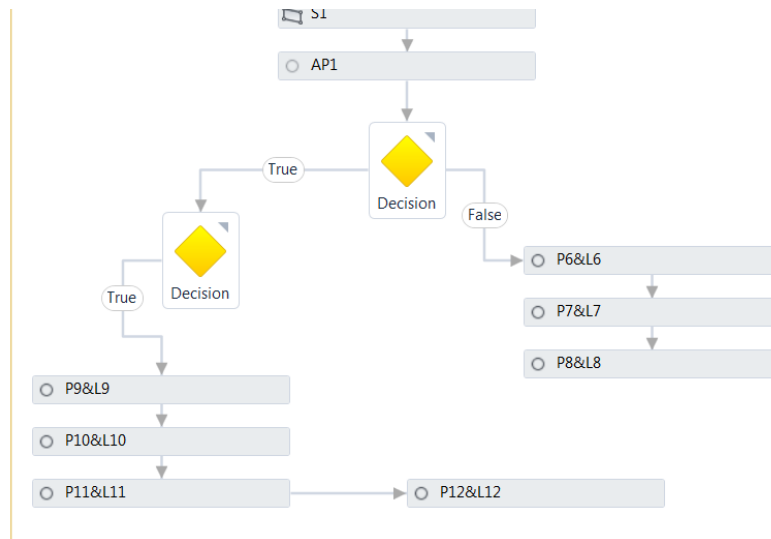 S1
AP1
True
Decision
False
Decision
P6&L6
True
P7&L7
P8&L8
P9&L9
P10&L10
P11&L11
P12&L12